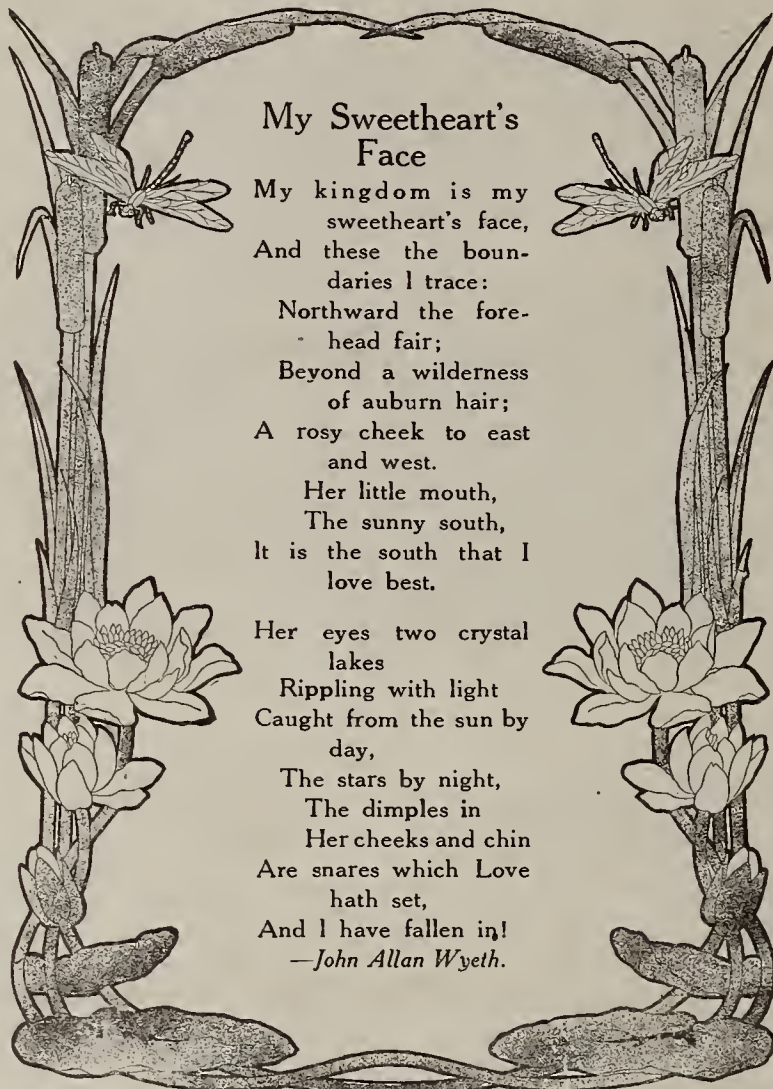 My Sweetheart's
Face
My kingdom is my
sweetheart's face,
And these the boun-
daries I trace:
Northward the fore-
head fair;
Beyond a wilderness
of auburn hair;
A rosy cheek to east
and west.
Her little mouth,
The sunny south,
It is the south that I
love best.
Her eyes two crystal
lakes
Rippling with light
Caught from the sun by
day,
The stars by night,
The dimples in
Her cheeks and chin
Are snares which Love
hath set,
And I have fallen in!
—John Allan Wyeth.